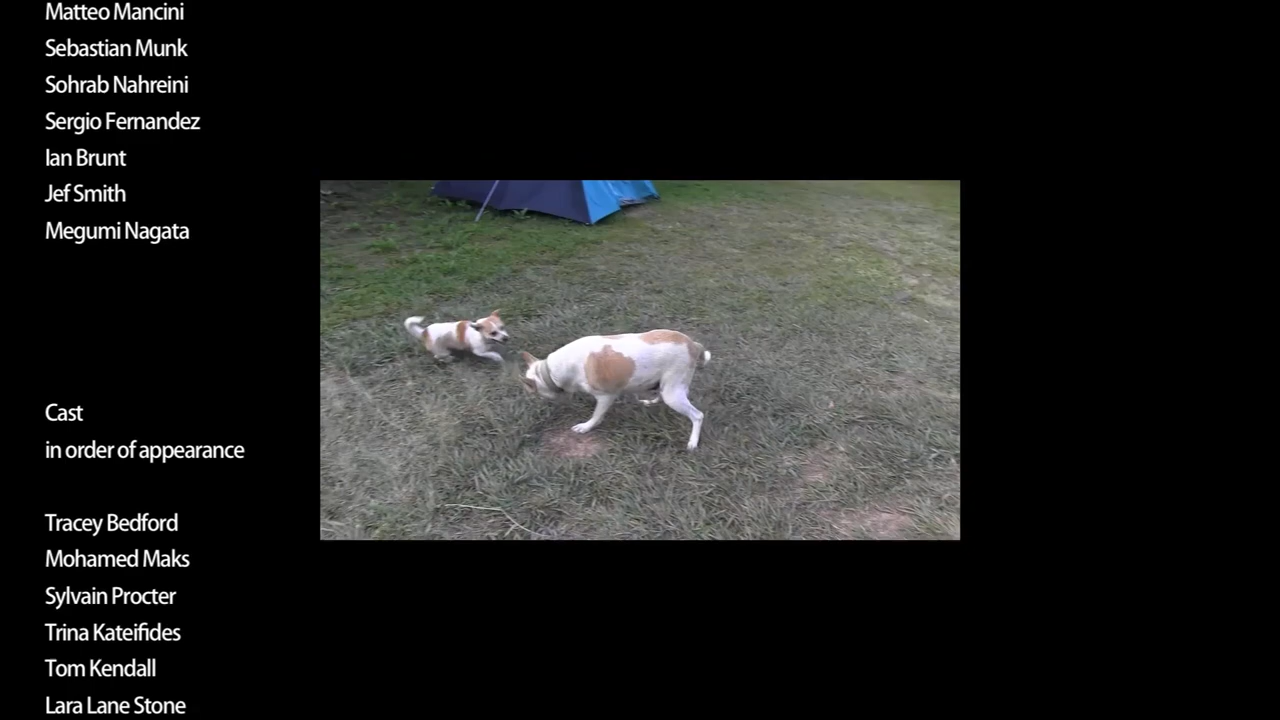 Matteo Mancini
Sebastian Munk
Sohrab Nahreini
Sergio Fernandez
Ian Brunt
Jef Smith
Megumi Nagata
Cast
in order of appearance
Tracey Bedford
Mohamed Maks
Sylvain Procter
Trina Kateifides
Tom Kendall
Lara Lane Stone